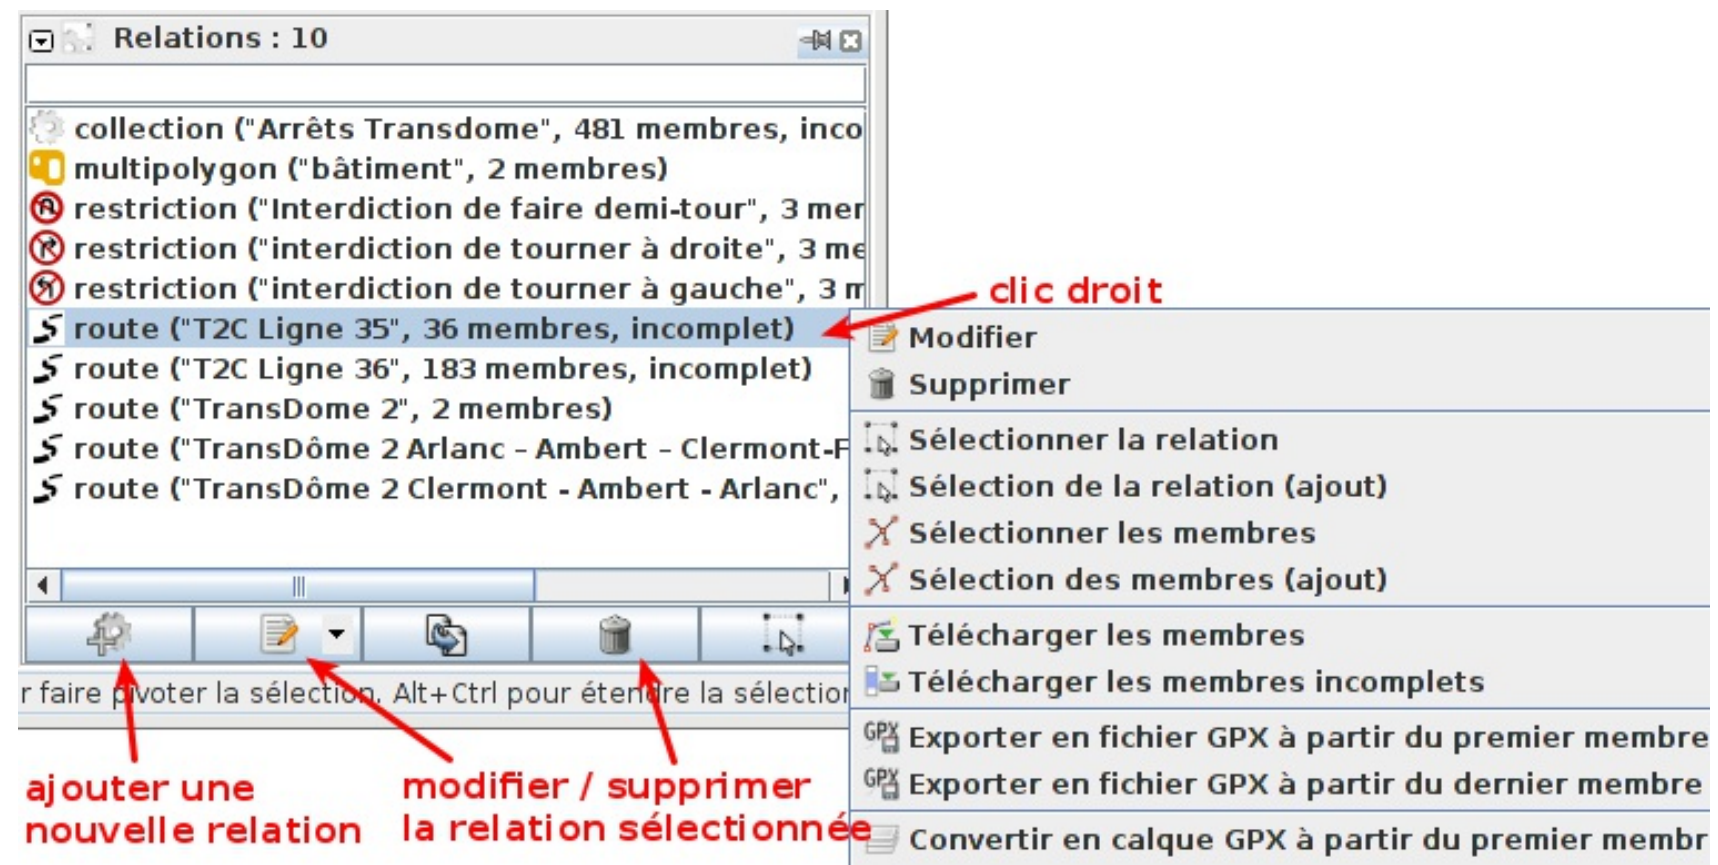 Relations : 10
collection ("Arrêts Transdome", 481 membres, inco
multipolygon ("bâtiment", 2 membres)
restriction ("Interdiction de faire demi-tour", 3 mer
restriction ("interdiction de tourner à droite", 3 me
restriction ("interdiction de tourner à gauche", 3 m
clic droit
route ("T2C Ligne 35", 36 membres, incomplet)
route ("T2C Ligne 36", 183 membres, incomplet)
route ("TransDome 2", 2 membres)
route ("TransDôme 2 Arlanc - Ambert - Clermont-F
route ("TransDôme 2 Clermont - Ambert - Arlanc",
r faire pivoter la sélection, Alt+Ctrl pour étendre la sélection
ajouter une
nouvelle relation
modifier / supprimer
la relation sélectionnée
Modifier
Supprimer
Sélectionner la relation
Sélection de la relation (ajout)
Sélectionner les membres
Sélection des membres (ajout)
Télécharger les membres
Télécharger les membres incomplets
GPX Exporter en fichier GPX à partir du premier membre
GPX Exporter en fichier GPX à partir du dernier membre
Convertir en calque GPX à partir du premier membr